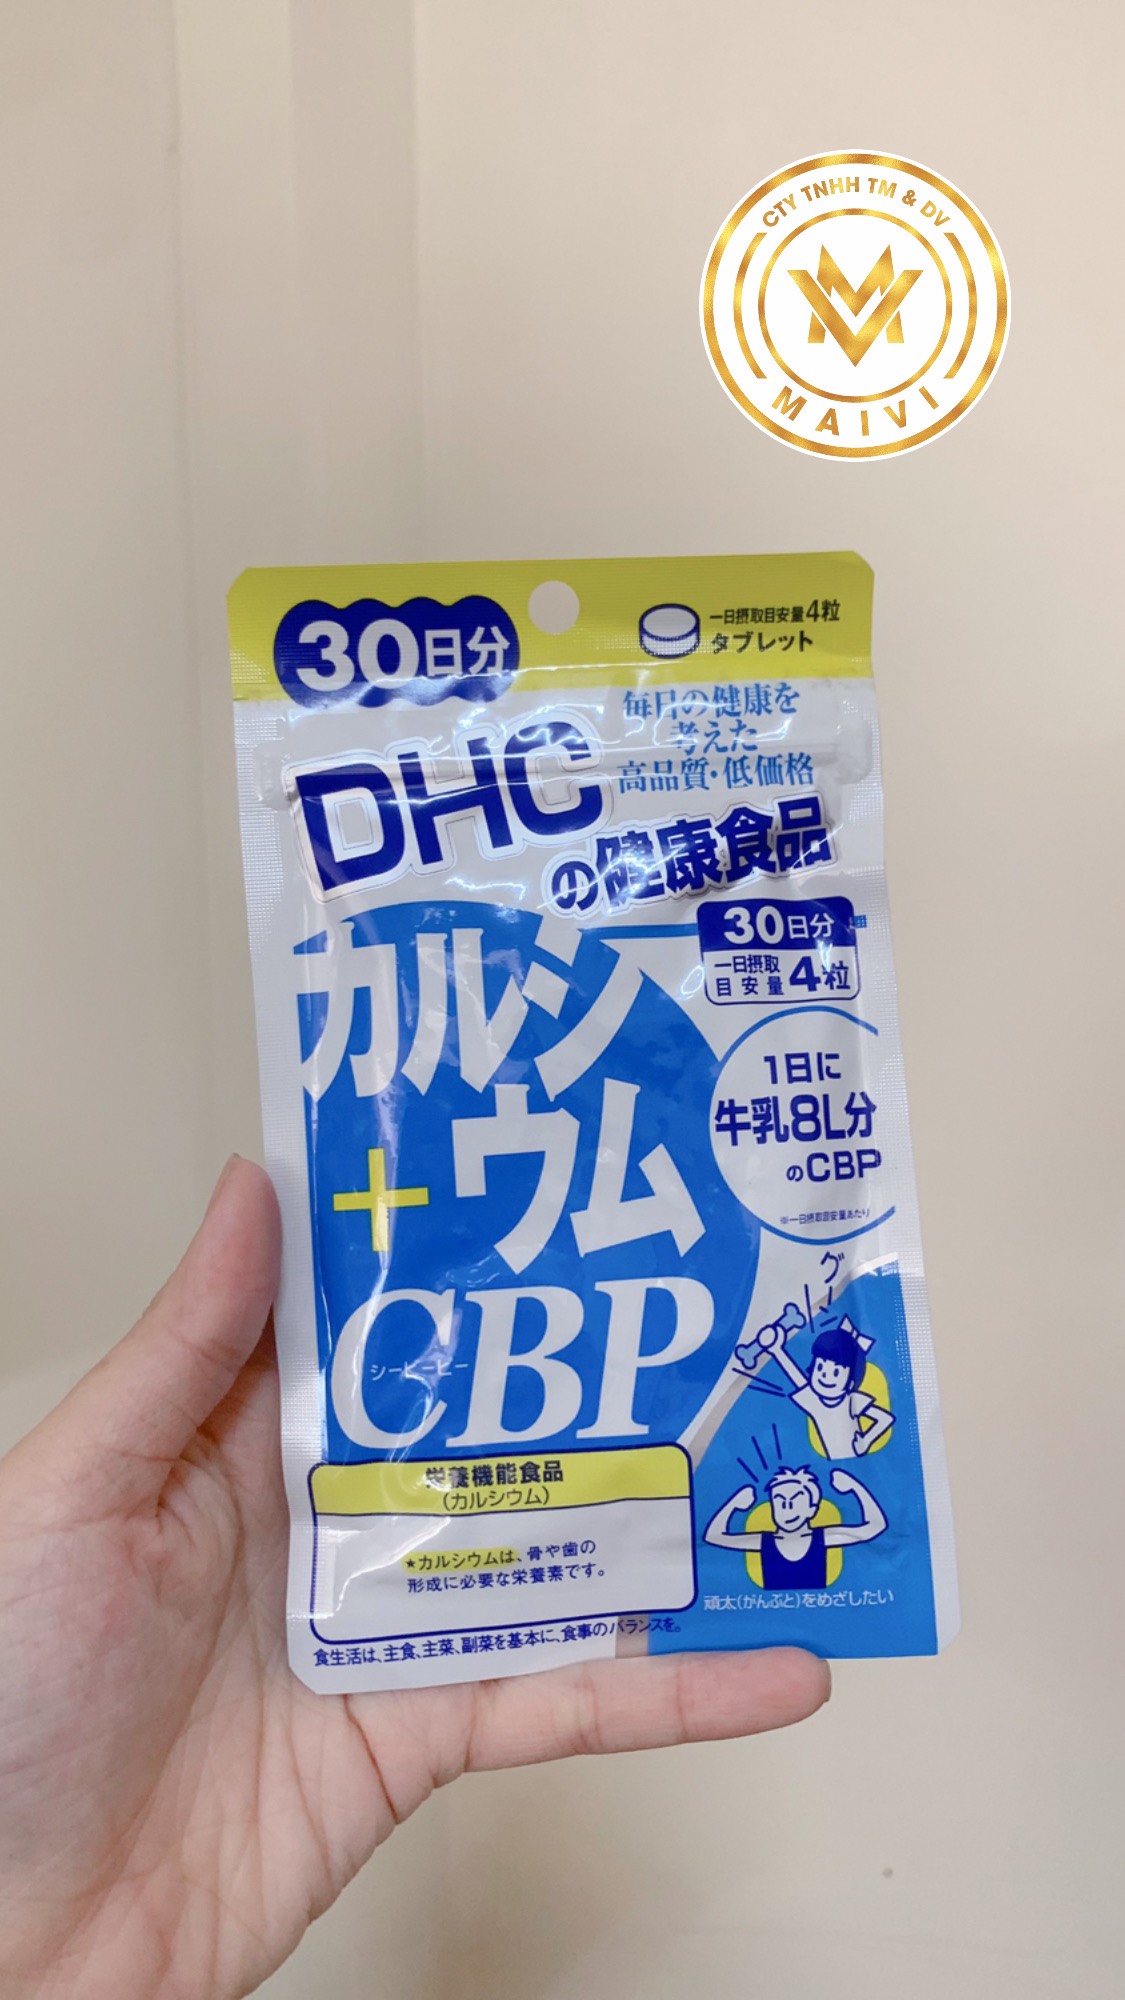 CTY TNHH TM & DV
MAIVI
30日分
一日摂取目安量4粒
タブレット
毎日の健康を
考えた
高品質・低価格
DHC
の健康食品
30日分
一日摂取
目安量 4粒
カルシ
ウム
+
CBP
シービーピー
1日に
牛乳8L分
のCBP
※一日摂取目安量あたり
グーン
栄養機能食品
(カルシウム)
★カルシウムは、骨や歯の
形成に必要な栄養素です。
頑太(がんぶと)をめざしたい
食生活は、主食、主菜、副菜を基本に、食事のバランスを。